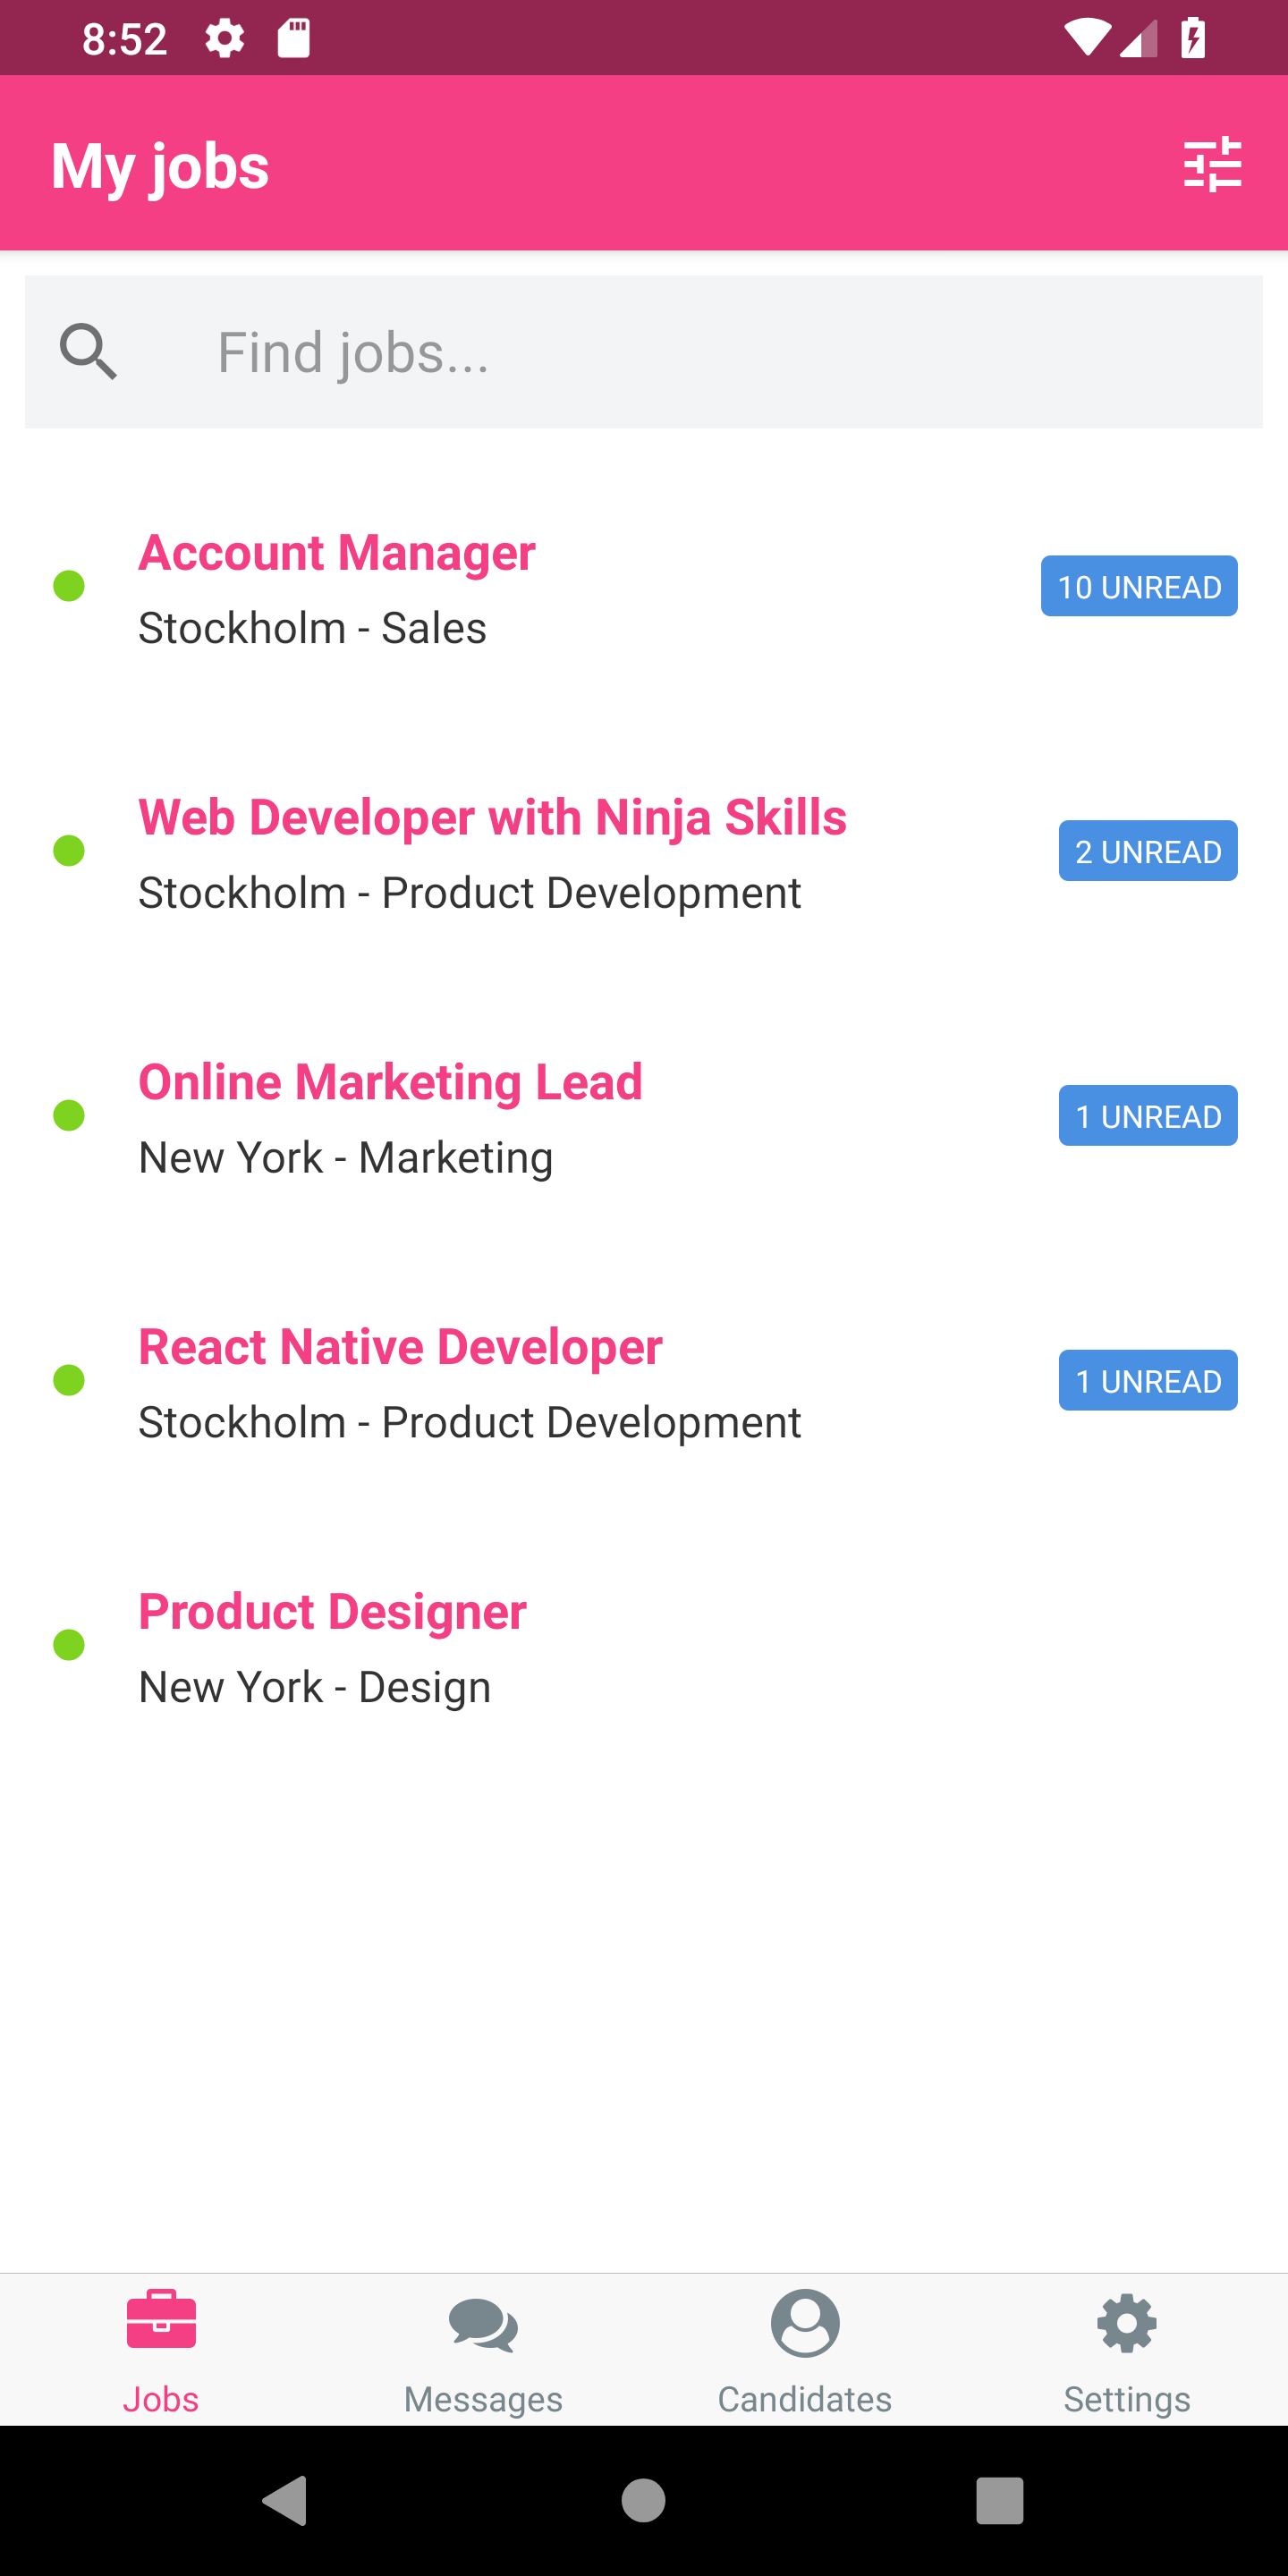 8:52
My jobs
Find jobs...
Account Manager
10 UNREAD
Stockholm - Sales
Web Developer with Ninja Skills
2 UNREAD
Stockholm - Product Development
Online Marketing Lead
1 UNREAD
New York - Marketing
React Native Developer
1 UNREAD
Stockholm - Product Development
Product Designer
New York - Design
Jobs
Messages
Candidates
Settings